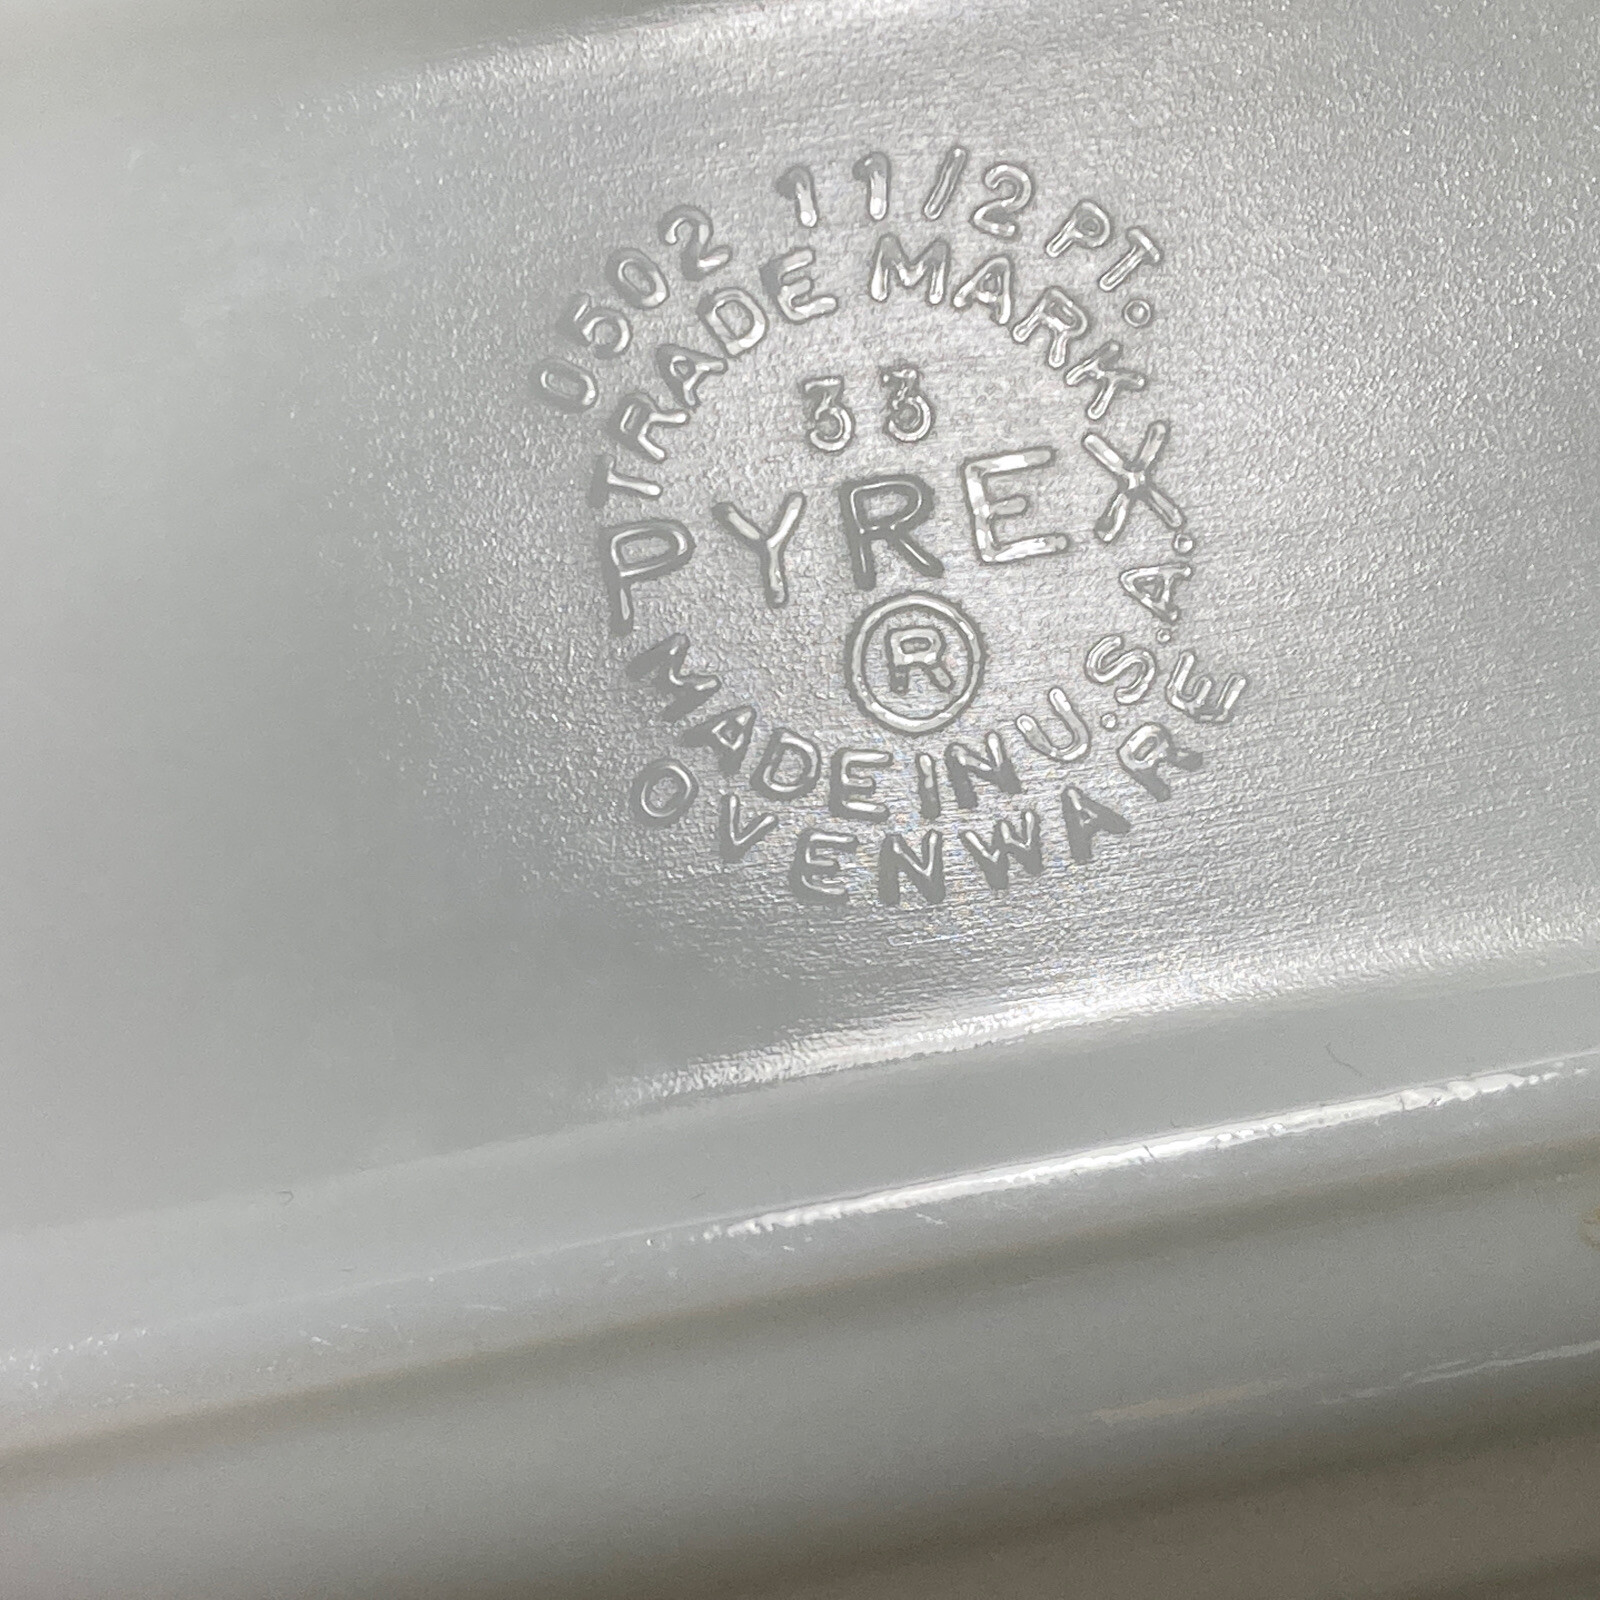 0502 1 1/2 PT.
TRADE MARK
33
PYREX
®
MADE IN U.S.A.
OVENWARE